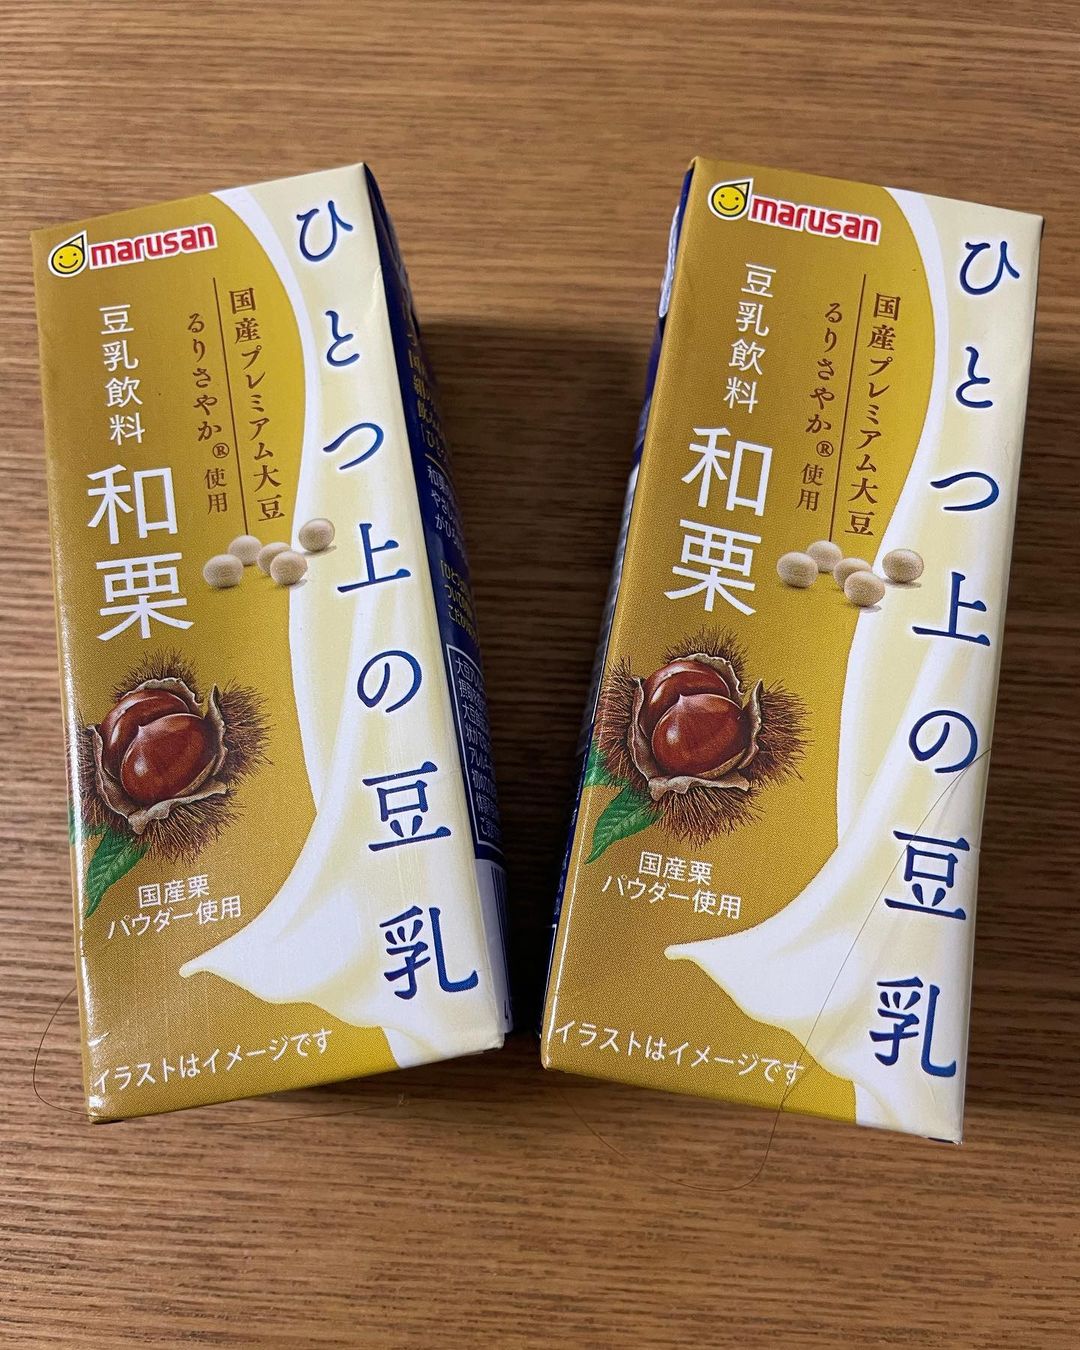 marusan
ひとつ上の豆乳
国産プレミアム大豆
るりさやか®使用
豆乳飲料
和栗
国産栗
パウダー使用
イラストはイメージです
marusan
ひとつ上の豆乳
国産プレミアム大豆
るりさやか®使用
豆乳飲料
和栗
国産栗
パウダー使用
イラストはイメージです